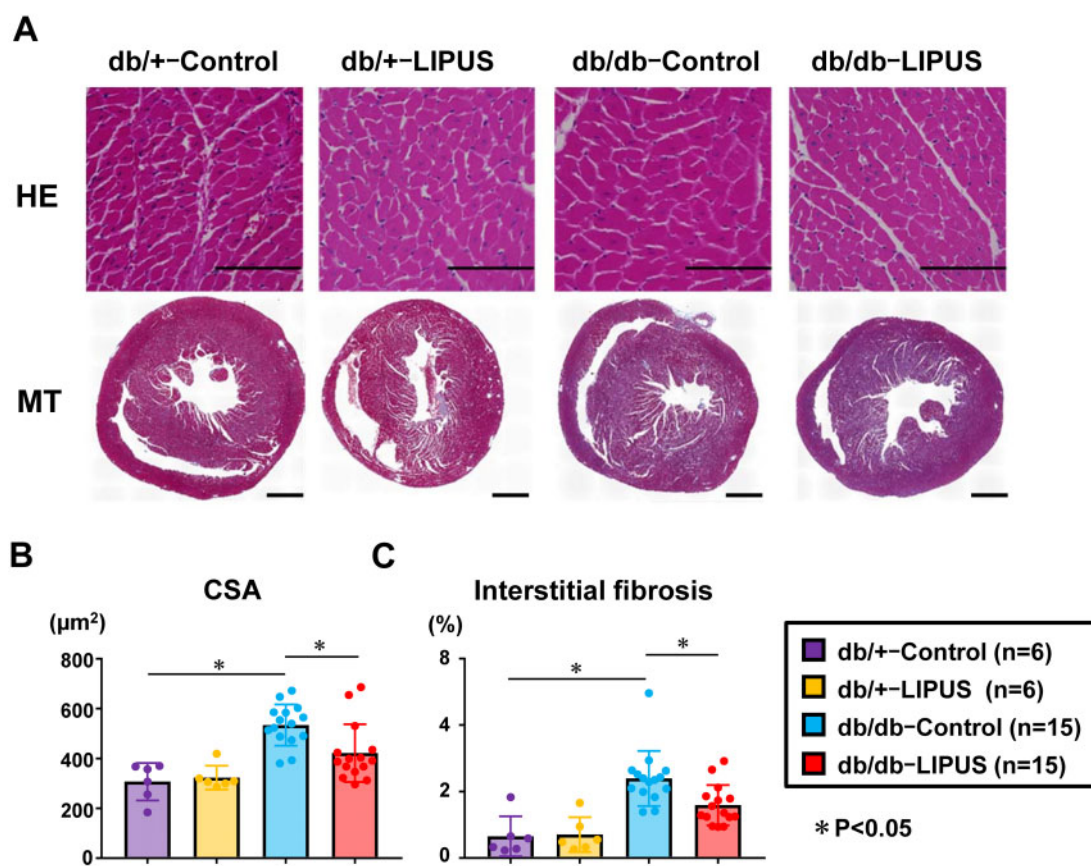 A
db/+−Control
db/+−LIPUS
db/db−Control
db/db−LIPUS
HE
MT
B
CSA
(μm²)
800
600
400
200
0
*
*
C
Interstitial fibrosis
(%)
8
4
2
0
*
*
db/+−Control (n=6)
db/+−LIPUS (n=6)
db/db−Control (n=15)
db/db−LIPUS (n=15)
* P<0.05